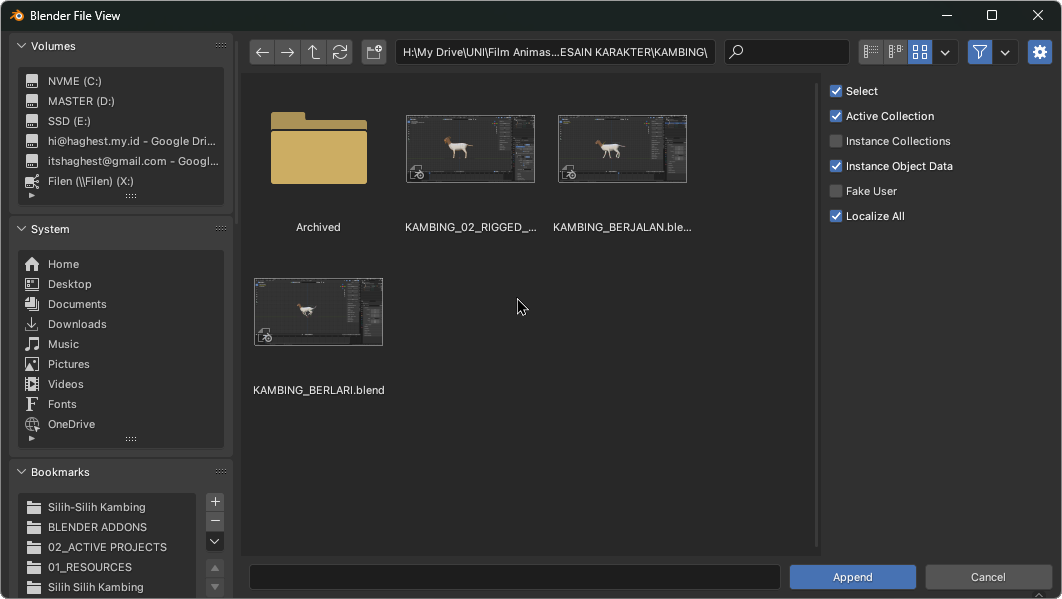 Blender File View
Volumes
NVME (C:)
MASTER (D:)
SSD (E:)
hi@haghest.my.id - Google Dri...
itshaghest@gmail.com - Googl...
Filen (\\Filen) (X:)
System
Home
Desktop
Documents
Downloads
Music
Pictures
Videos
Fonts
OneDrive
Bookmarks
Silih-Silih Kambing
BLENDER ADDONS
02_ACTIVE PROJECTS
01_RESOURCES
Silih Silih Kambing
H:\My Drive\UNI\Film Animas...ESAIN KARAKTER\KAMBING\
Archived
KAMBING_02_RIGGED_...
KAMBING_BERJALAN.ble...
KAMBING_BERLARI.blend
Select
Active Collection
Instance Collections
Instance Object Data
Fake User
Localize All
Append
Cancel